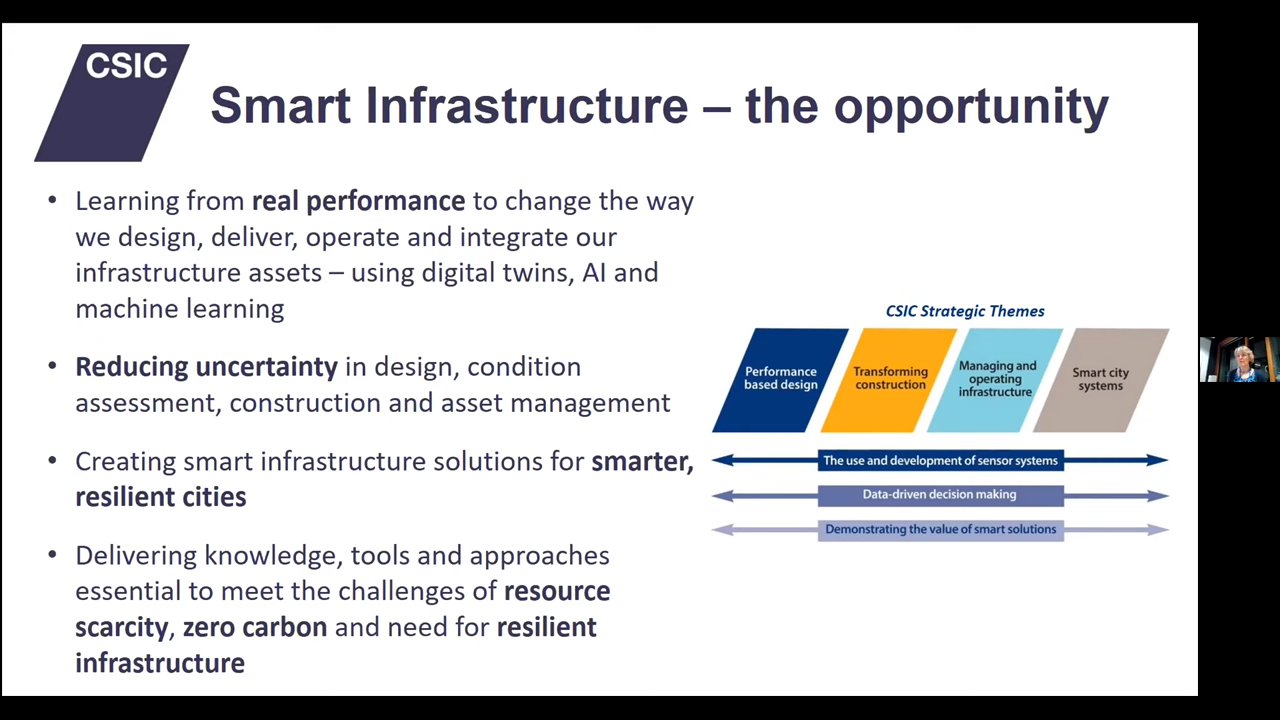 CSIC
Smart Infrastructure – the opportunity
• Learning from real performance to change the way
we design, deliver, operate and integrate our
infrastructure assets – using digital twins, AI and
machine learning
• Reducing uncertainty in design, condition
assessment, construction and asset management
• Creating smart infrastructure solutions for smarter,
resilient cities
• Delivering knowledge, tools and approaches
essential to meet the challenges of resource
scarcity, zero carbon and need for resilient
infrastructure
CSIC Strategic Themes
Performance
based design
Transforming
construction
Managing and
operating
infrastructure
Smart city
systems
The use and development of sensor systems
Data-driven decision making
Demonstrating the value of smart solutions